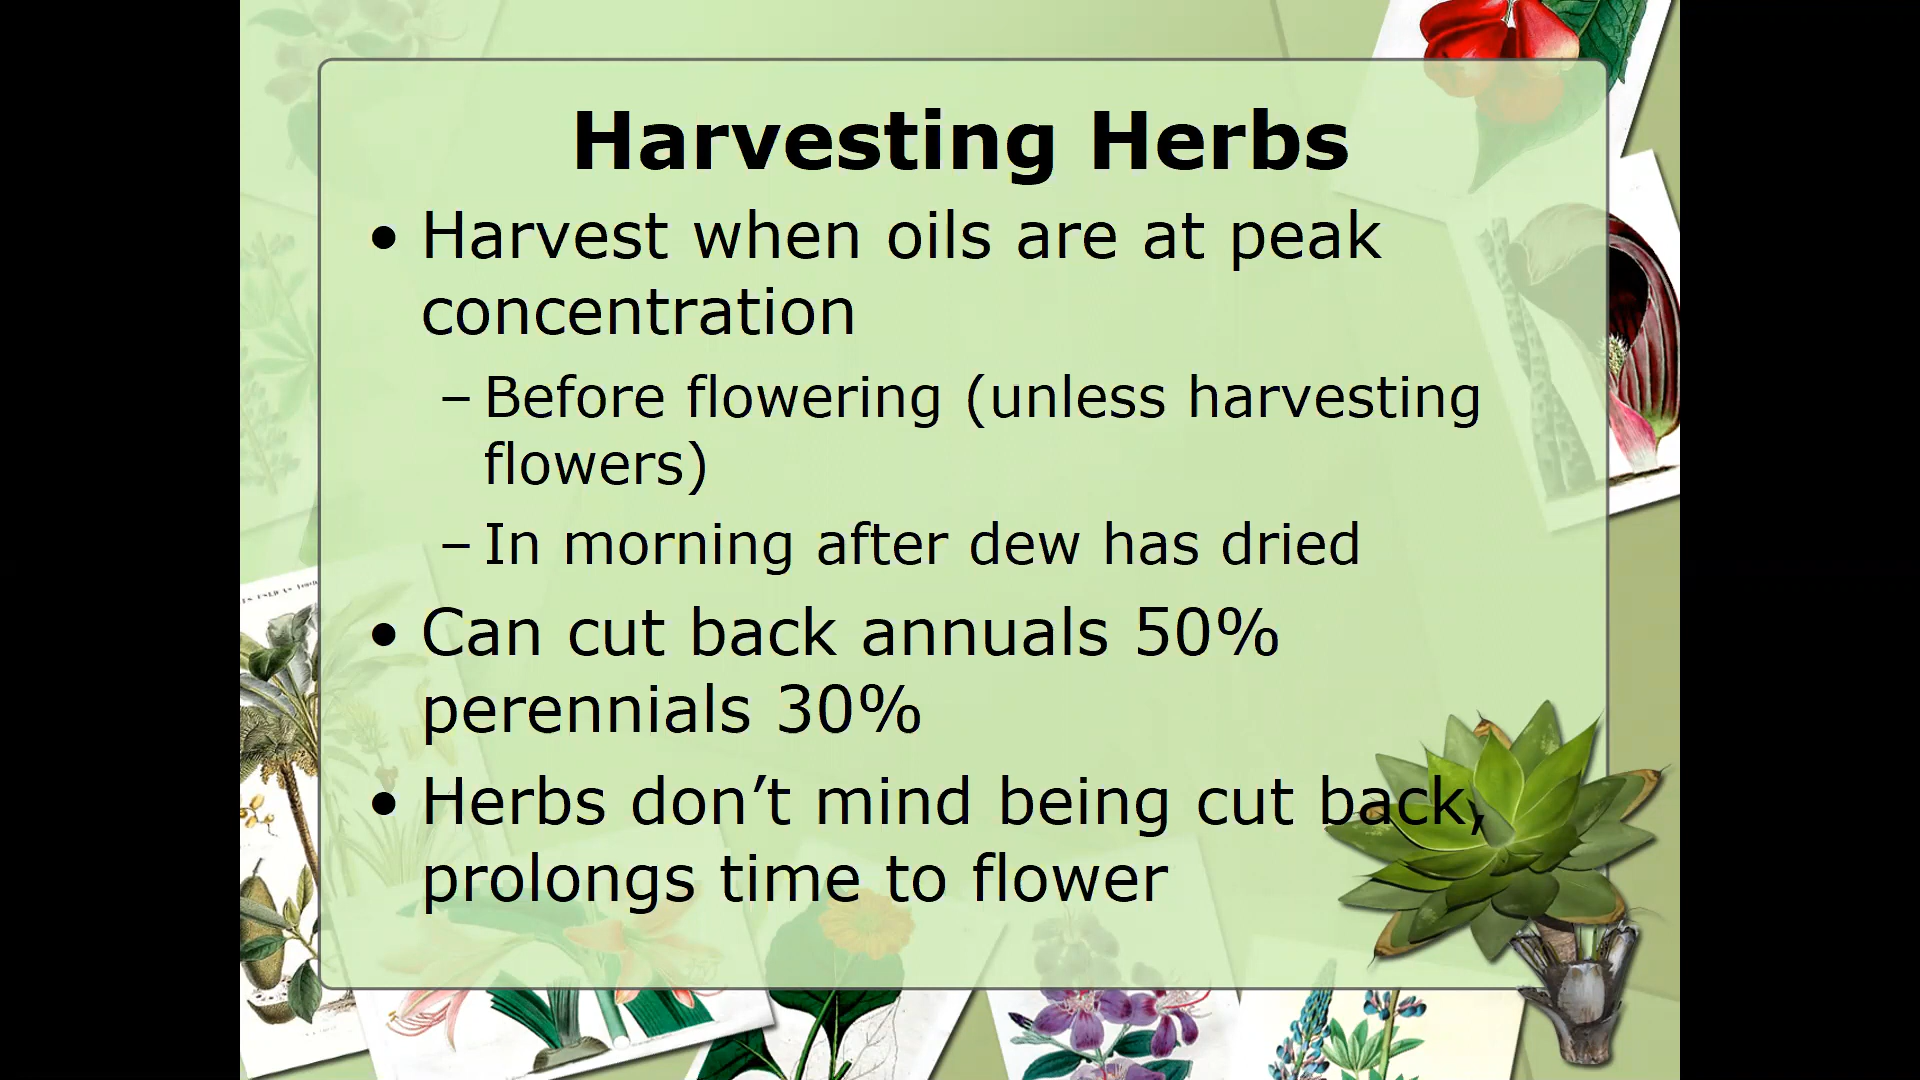 Harvesting Herbs
• Harvest when oils are at peak
concentration
– Before flowering (unless harvesting
flowers)
– In morning after dew has dried
• Can cut back annuals 50%
perennials 30%
• Herbs don’t mind being cut back,
prolongs time to flower